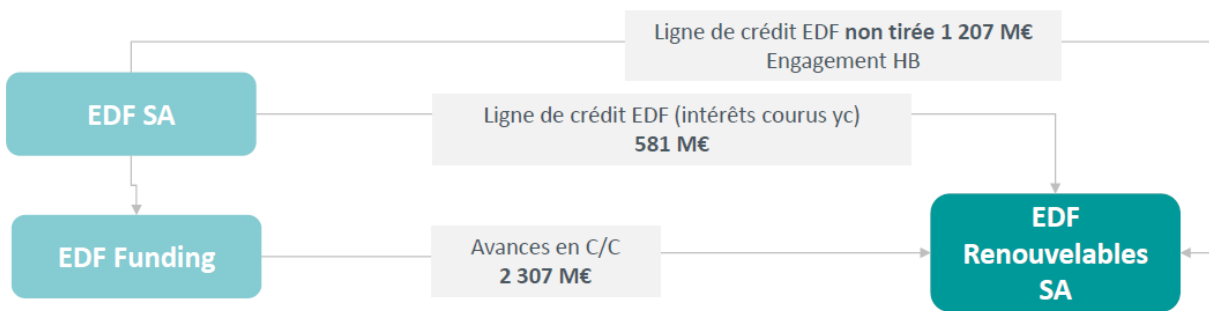 Ligne de crédit EDF non tirée 1 207 M€
Engagement HB
EDF SA
Ligne de crédit EDF (intérêts courus yc)
581 M€
EDF Funding
Avances en C/C
2 307 M€
EDF
Renouvelables
SA